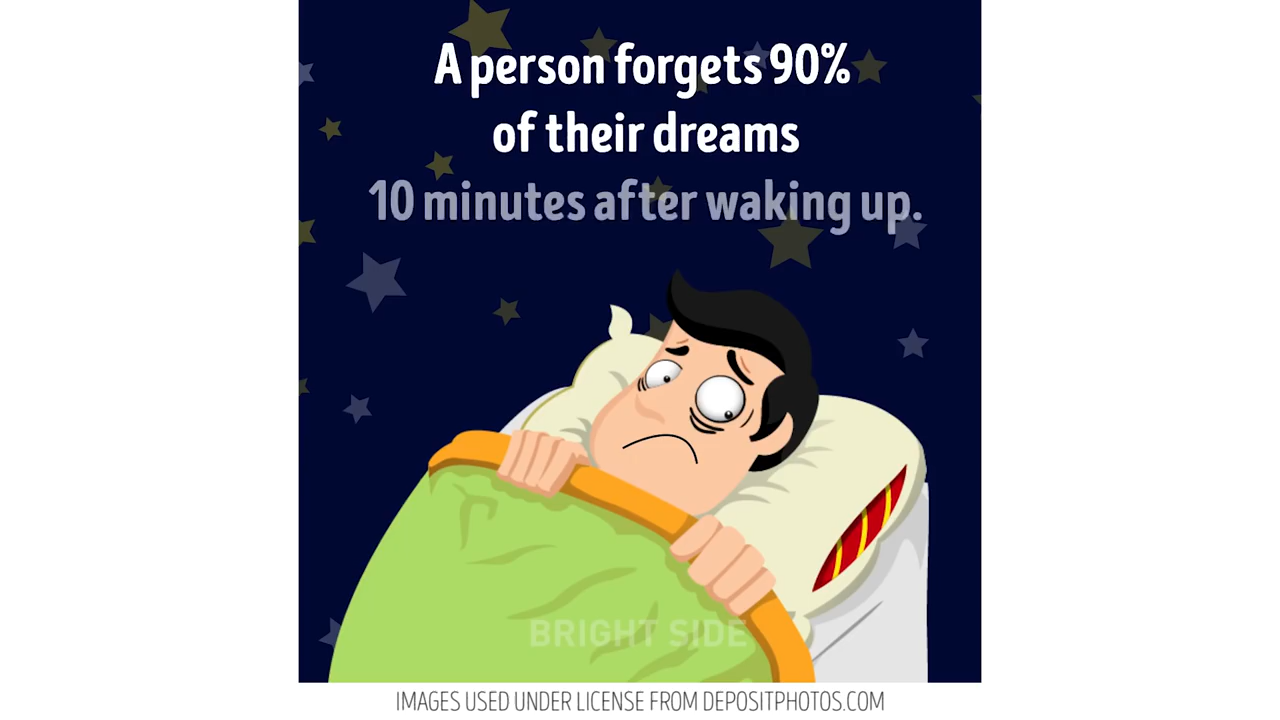 A person forgets 90%
of their dreams
10 minutes after waking up.
BRIGHT SIDE
IMAGES USED UNDER LICENSE FROM DEPOSITPHOTOS.COM